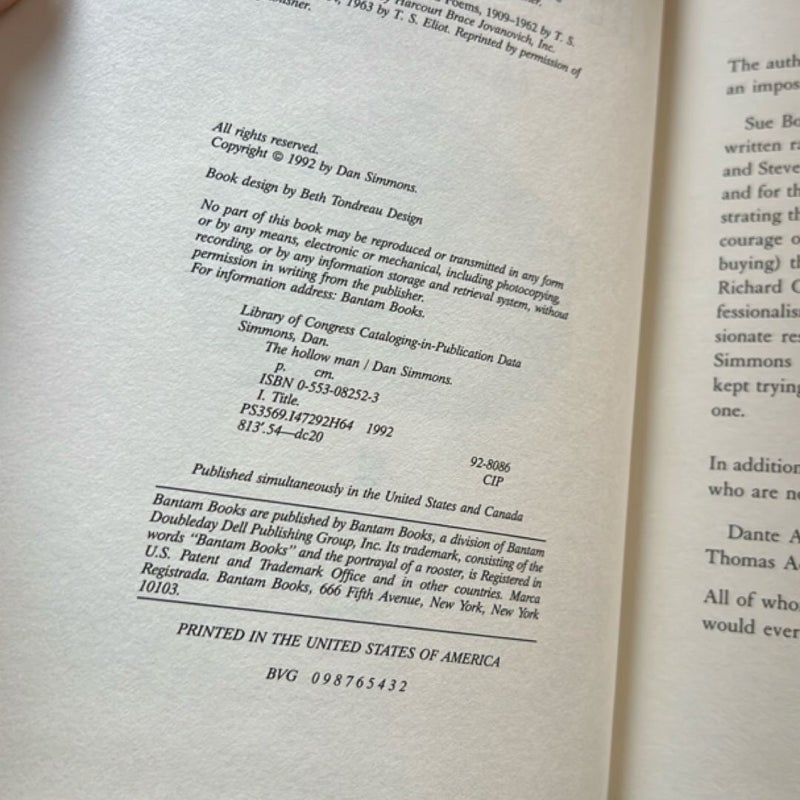 Poems, 1909–1962 by T. S.
Harcourt Brace Jovanovich, Inc.
1963 by T. S. Eliot. Reprinted by permission of
All rights reserved.
Copyright © 1992 by Dan Simmons.
Book design by Beth Tondreau Design
No part of this book may be reproduced or transmitted in any form
or by any means, electronic or mechanical, including photocopying,
recording, or by any information storage and retrieval system, without
permission in writing from the publisher.
For information address: Bantam Books.
Library of Congress Cataloging-in-Publication Data
Simmons, Dan.
The hollow man / Dan Simmons.
p. cm.
ISBN 0-553-08252-3
I. Title.
PS3569.I47292H64 1992
813'.54—dc20
92-8086
CIP
Published simultaneously in the United States and Canada
Bantam Books are published by Bantam Books, a division of Bantam
Doubleday Dell Publishing Group, Inc. Its trademark, consisting of the
words "Bantam Books" and the portrayal of a rooster, is Registered in
U.S. Patent and Trademark Office and in other countries. Marca
Registrada. Bantam Books, 666 Fifth Avenue, New York, New York
10103.
PRINTED IN THE UNITED STATES OF AMERICA
BVG 0 9 8 7 6 5 4 3 2
The auth
an impos
Sue Bo
written ra
and Steve
and for th
strating th
courage o
buying) th
Richard C
fessionalis
sionate res
Simmons
kept trying
one.
In addition
who are ne
Dante A
Thomas A
All of who
would ever